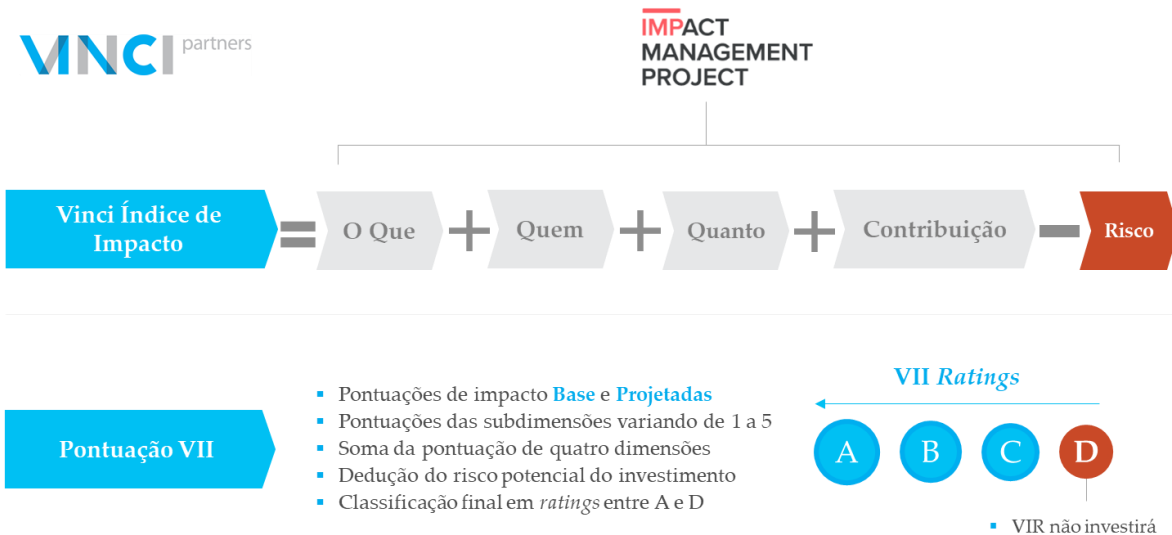 VINCI partners
IMPACT
MANAGEMENT
PROJECT
Vinci Índice de
Impacto
=
O Que
+
Quem
+
Quanto
+
Contribuição
−
Risco
Pontuação VII
▪ Pontuações de impacto Base e Projetadas
▪ Pontuações das subdimensões variando de 1 a 5
▪ Soma da pontuação de quatro dimensões
▪ Dedução do risco potencial do investimento
▪ Classificação final em ratings entre A e D
VII Ratings
A B C D
▪ VIR não investirá